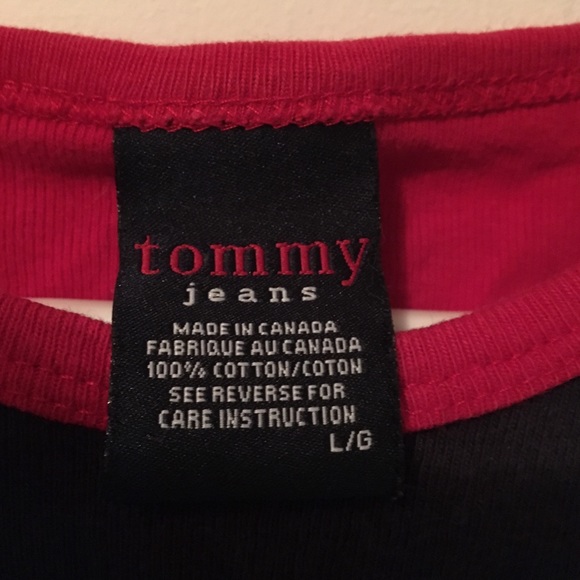 tommy
jeans
MADE IN CANADA
FABRIQUE AU CANADA
100% COTTON/COTON
SEE REVERSE FOR
CARE INSTRUCTION
L/G